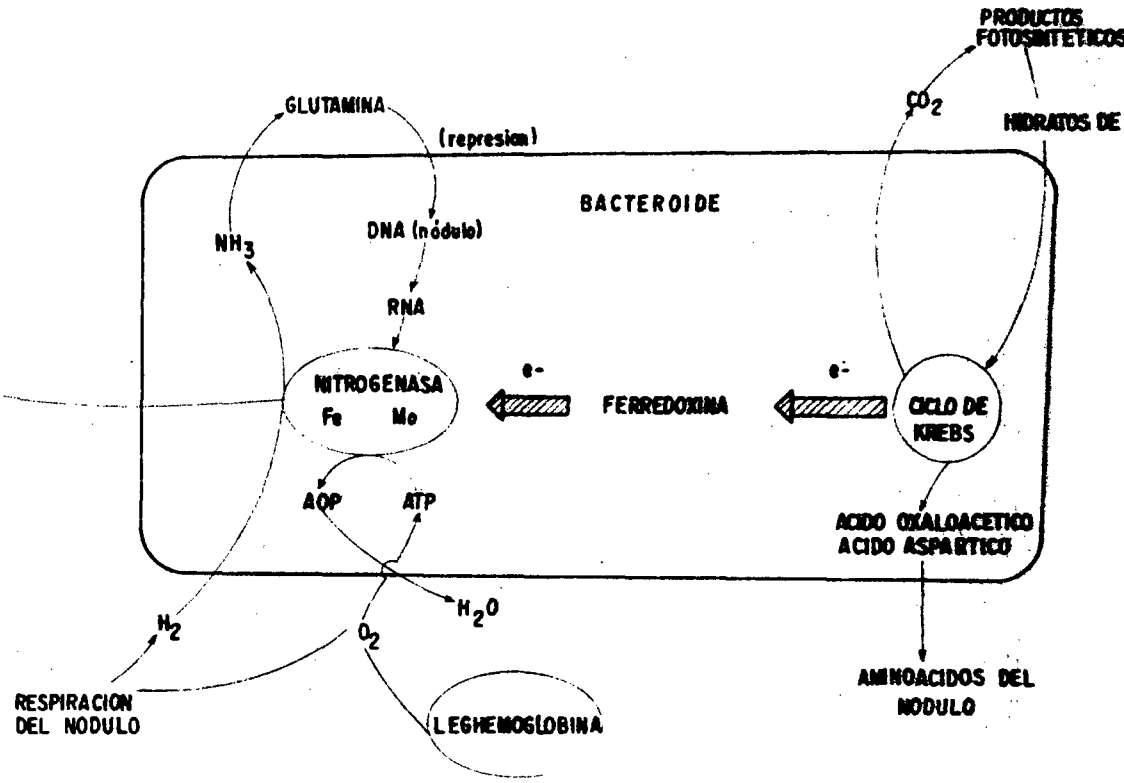 PRODUCTOS
FOTOSINTETICOS
CO2
HIDRATOS DE
GLUTAMINA
(represion)
BACTEROIDE
DNA (nódulo)
NH3
RNA
NITROGENASA
Fe Mo
e-
FERREDOXINA
e-
CICLO DE
KREBS
ADP
ATP
ACIDO OXALOACETICO
ACIDO ASPARTICO
H2O
H2
O2
RESPIRACION
DEL NODULO
LEGHEMOGLOBINA
AMINOACIDOS DEL
NODULO